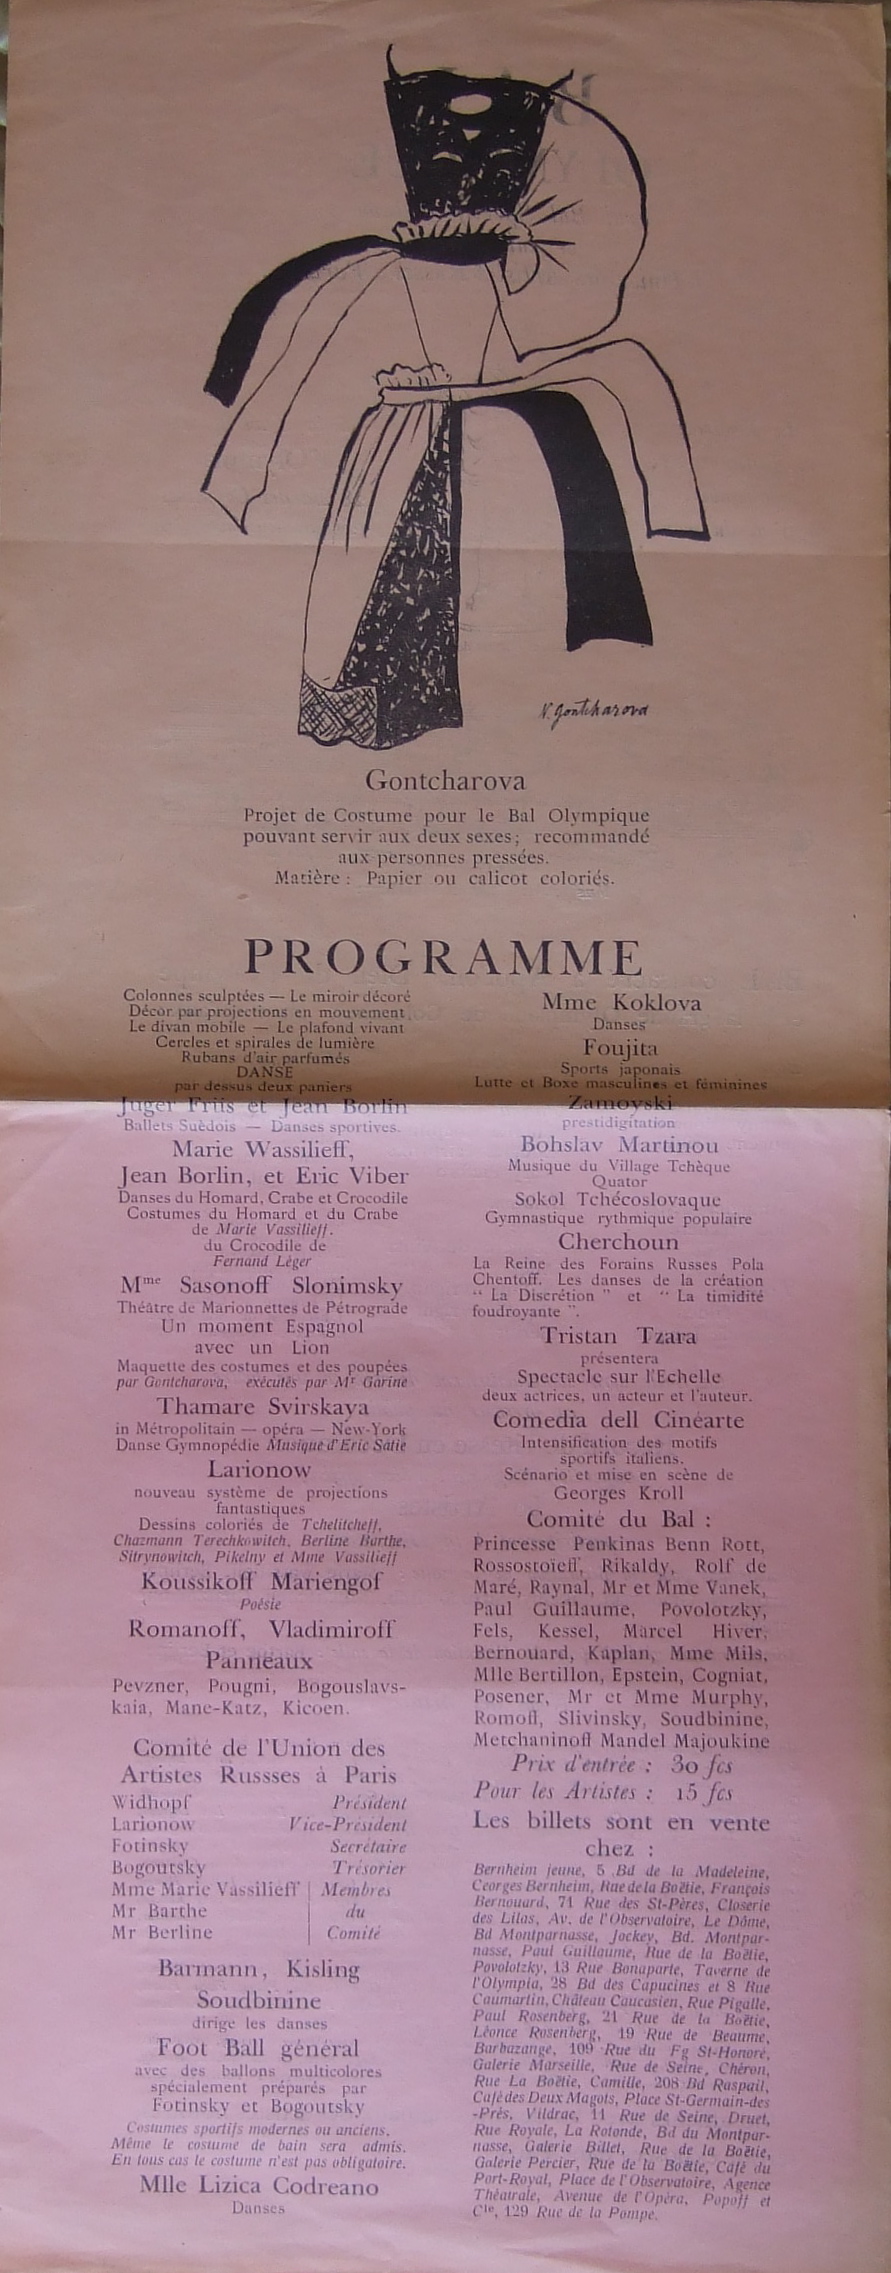 N. Gontcharova
Gontcharova
Projet de Costume pour le Bal Olympique
pouvant servir aux deux sexes; recommandé
aux personnes pressées.
Matière : Papier ou calicot coloriés.
PROGRAMME
Colonnes sculptées — Le miroir décoré
Décor par projections en mouvement
Le divan mobile — Le plafond vivant
Cercles et spirales de lumière
Rubans d'air parfumés
DANSE
par dessus deux paniers
Juger Friis et Jean Borlin
Ballets Suèdois — Danses sportives.
Marie Wassilieff,
Jean Borlin, et Eric Viber
Danses du Homard, Crabe et Crocodile
Costumes du Homard et du Crabe
de Marie Vassilieff.
du Crocodile de
Fernand Lèger
Mme Sasonoff Slonimsky
Théâtre de Marionnettes de Pétrograde
Un moment Espagnol
avec un Lion
Maquette des costumes et des poupées
par Gontcharova, exécutés par Mr Garine
Thamare Svirskaya
in Métropolitain — opéra — New-York
Danse Gymnopédie Musique d'Eric Satie
Larionow
nouveau système de projections
fantastiques
Dessins coloriés de Tchelitcheff,
Chazmann Terechkowitch, Berline Barthe,
Sitrynowitch, Pikelny et Mme Vassilieff
Koussikoff Mariengof
Poésie
Romanoff, Vladimiroff
Panneaux
Pevzner, Pougni, Bogouslavs-
kaia, Mane-Katz, Kicoen.
Comité de l'Union des
Artistes Russses à Paris
Widhopf Président
Larionow Vice-Président
Fotinsky Secrétaire
Bogoutsky Trésorier
Mme Marie Vassilieff Membres
Mr Barthe du
Mr Berline Comité
Barmann, Kisling
Soudbinine
dirige les danses
Foot Ball général
avec des ballons multicolores
spécialement préparés par
Fotinsky et Bogoutsky
Costumes sportifs modernes ou anciens,
Même le costume de bain sera admis.
En tous cas le costume n'est pas obligatoire.
Mlle Lizica Codreano
Danses
Mme Koklova
Danses
Foujita
Sports japonais
Lutte et Boxe masculines et féminines
Zamoyski
prestidigitation
Bohslav Martinou
Musique du Village Tchèque
Quator
Sokol Tchécoslovaque
Gymnastique rythmique populaire
Cherchoun
La Reine des Forains Russes Pola
Chentoff. Les danses de la création
“ La Discrétion ” et “ La timidité
foudroyante ”.
Tristan Tzara
présentera
Spectacle sur l'Echelle
deux actrices, un acteur et l'auteur.
Comedia dell Cinéarte
Intensification des motifs
sportifs italiens.
Scénario et mise en scène de
Georges Kroll
Comité du Bal :
Princesse Penkinas Benn Rott,
Rossostoieff, Rikaldy, Rolf de
Maré, Raynal, Mr et Mme Vanek,
Paul Guillaume, Povolotzky,
Fels, Kessel, Marcel Hiver,
Bernouard, Kaplan, Mme Mils,
Mlle Bertillon, Epstein, Cogniat,
Posener, Mr et Mme Murphy,
Romoff, Slivinsky, Soudbinine,
Metchaninoff Mandel Majoukine
Prix d'entrée : 30 fcs
Pour les Artistes : 15 fcs
Les billets sont en vente
chez :
Bernheim jeune, 5 Bd de la Madeleine,
Georges Bernheim, Rue de la Boëtie, François
Bernouard, 71 Rue des St-Pères, Closerie
des Lilas, Av. de l'Observatoire, Le Dôme,
Bd Montparnasse, Jockey, Bd. Montpar-
nasse, Paul Guillaume, Rue de la Boëtie,
Povolotzky, 13 Rue Bonaparte, Taverne de
l'Olympia, 28 Bd des Capucines et 8 Rue
Caumartin, Château Caucasien, Rue Pigalle,
Paul Rosenberg, 21 Rue de la Boëtie,
Léonce Rosenberg, 19 Rue de Beaume,
Barbazange, 109 Rue du Fg St-Honoré,
Galerie Marseille, Rue de Seine, Chéron,
Rue La Boëtie, Camille, 208 Bd Raspail,
Café des Deux Magots, Place St-Germain-des
-Près, Vildrac, 11 Rue de Seine, Druet,
Rue Royale, La Rotonde, Bd du Montpar-
nasse, Galerie Billet, Rue de la Boëtie,
Galerie Percier, Rue de la Boëtie, Café du
Port-Royal, Place de l'Observatoire, Agence
Théatrale, Avenue de l'Opéra, Popoff et
Cie, 129 Rue de la Pompe.